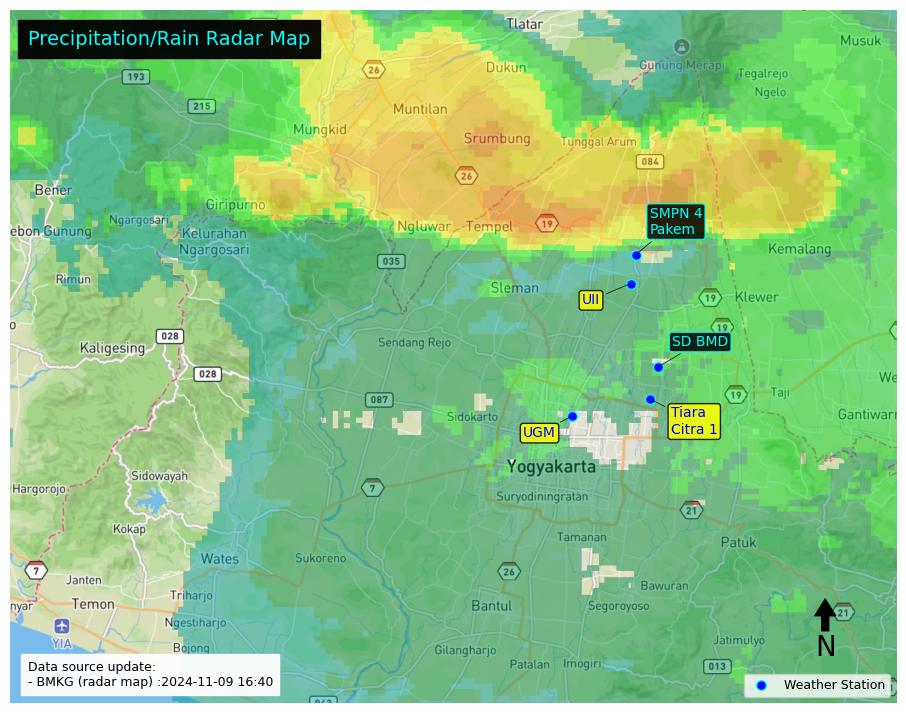 Precipitation/Rain Radar Map
Tlatar
Musuk
193
26
Dukun
Gunung Merapi
Tegalrejo
Ngelo
215
Muntilan
Mungkid
Srumbung
Tunggal Arum
084
26
Bener
Giripurno
Ngargosari
SMPN 4
Pakem
Ngluwar
Tempel
19
ebon Gunung
Kelurahan
Ngargosari
Kemalang
035
Rimun
Sleman
UII
19
Klewer
19
028
Sendang Rejo
SD BMD
Kaligesing
028
Taji
We
087
19
Sidokarto
Tiara
Citra 1
Gantiwarn
UGM
Yogyakarta
Sidowayah
Hargorojo
7
Suryodiningratan
21
Kokap
Tamanan
Patuk
Wates
Sukoreno
7
Janten
26
Bawuran
nyar
Temon
Triharjo
Bantul
Segoroyoso
21
Ngestiharjo
YIA
N
Bojong
Gilangharjo
Jatimulyo
Patalan
Imogiri
013
Data source update:
- BMKG (radar map) :2024-11-09 16:40
Weather Station